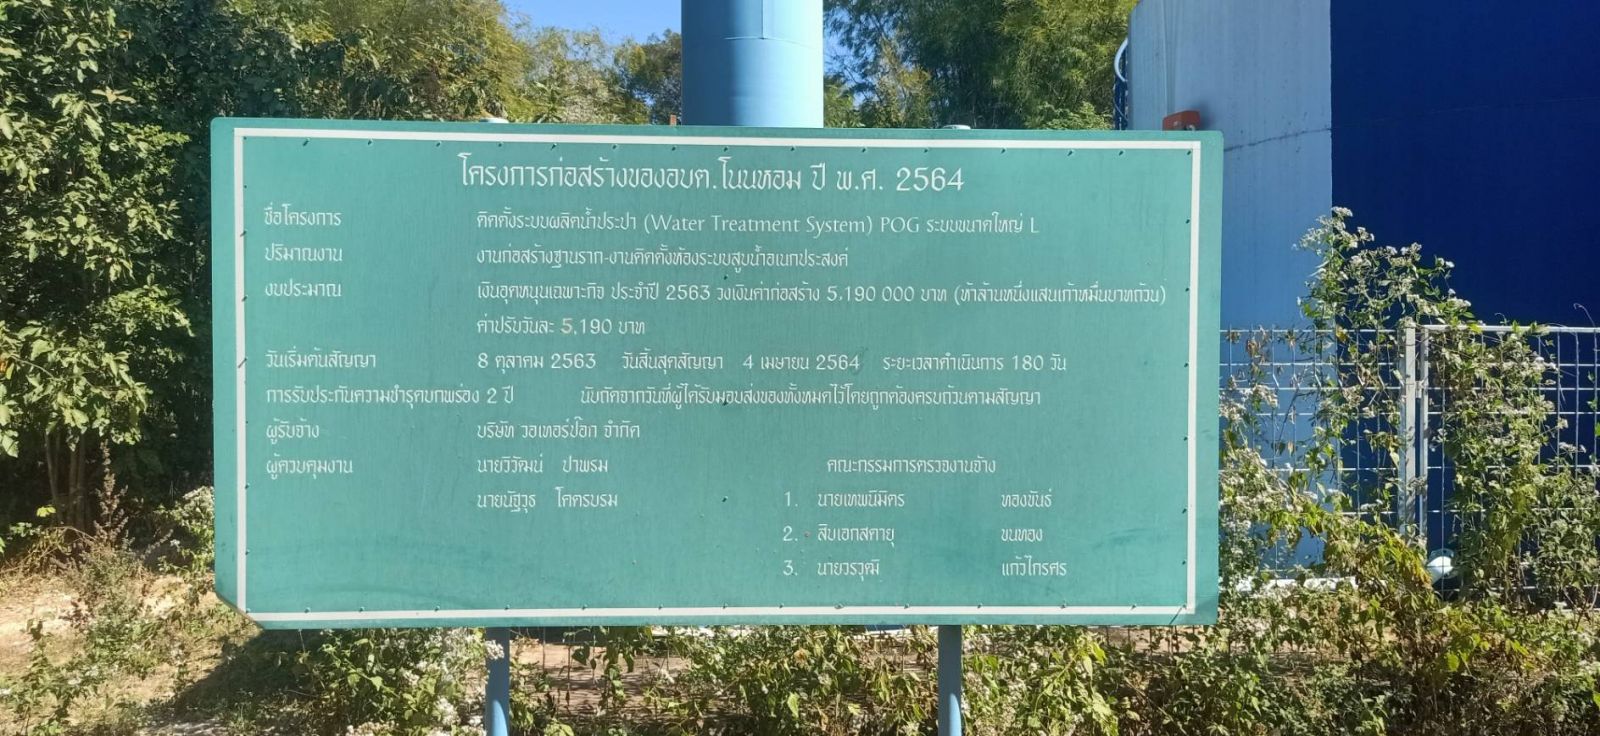 โครงการก่อสร้างของอบต.โนนหอม ปี พ.ศ. 2564
ชื่อโครงการ ติดตั้งระบบผลิตน้ำประปา (Water Treatment System) POG ระบบขนาดใหญ่ L
ปริมาณงาน งานก่อสร้างฐานราก-งานติดตั้งห้องระบบสูบน้ำอเนกประสงค์
งบประมาณ เงินอุดหนุนเฉพาะกิจ ประจำปี 2563 วงเงินค่าก่อสร้าง 5,190 000 บาท (ห้าล้านหนึ่งแสนเก้าหมื่นบาทถ้วน)
ค่าปรับวันละ 5,190 บาท
วันเริ่มต้นสัญญา 8 ตุลาคม 2563 วันสิ้นสุดสัญญา 4 เมษายน 2564 ระยะเวลาดำเนินการ 180 วัน
การรับประกันความชำรุดบกพร่อง 2 ปี นับถัดจากวันที่ผู้ได้รับมอบส่งของทั้งหมดไว้โดยถูกต้องครบถ้วนตามสัญญา
ผู้รับจ้าง บริษัท วอเทอร์ป๊อก จำกัด
ผู้ควบคุมงาน นายวิวัฒน์ ปาพรม คณะกรรมการตรวจงานจ้าง
นายนัฐวุธ โคตรบรม 1. นายเทพนิมิตร ทองขันธ์
2. สิบเอกสตายุ ขนทอง
3. นายวรวุฒิ แก้วไกรศร